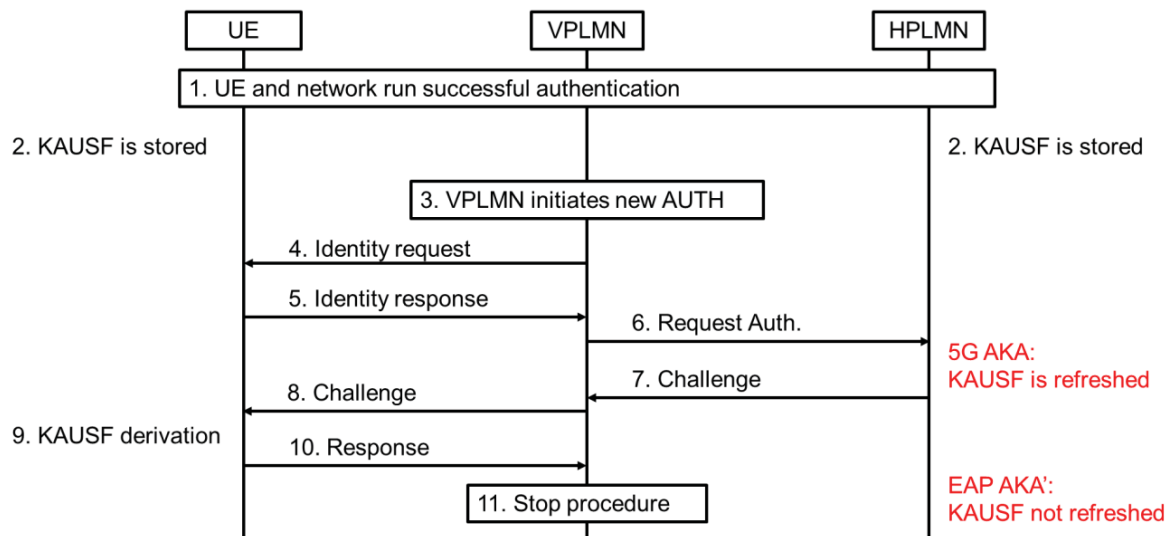 UE
VPLMN
HPLMN
1. UE and network run successful authentication
2. KAUSF is stored
2. KAUSF is stored
3. VPLMN initiates new AUTH
4. Identity request
5. Identity response
6. Request Auth.
5G AKA:
KAUSF is refreshed
7. Challenge
8. Challenge
9. KAUSF derivation
10. Response
EAP AKA’:
KAUSF not refreshed
11. Stop procedure